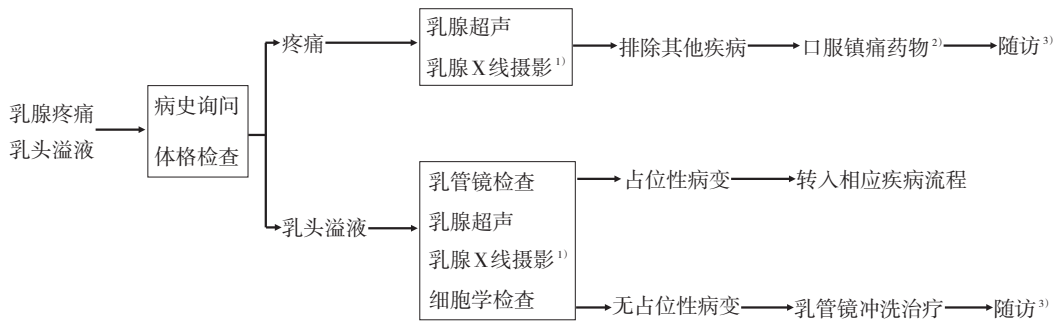 乳腺疼痛
乳头溢液
病史询问
体格检查
疼痛
乳腺超声
乳腺X线摄影1)
排除其他疾病
口服镇痛药物2)
随访3)
乳头溢液
乳管镜检查
乳腺超声
乳腺X线摄影1)
细胞学检查
占位性病变
转入相应疾病流程
无占位性病变
乳管镜冲洗治疗
随访3)